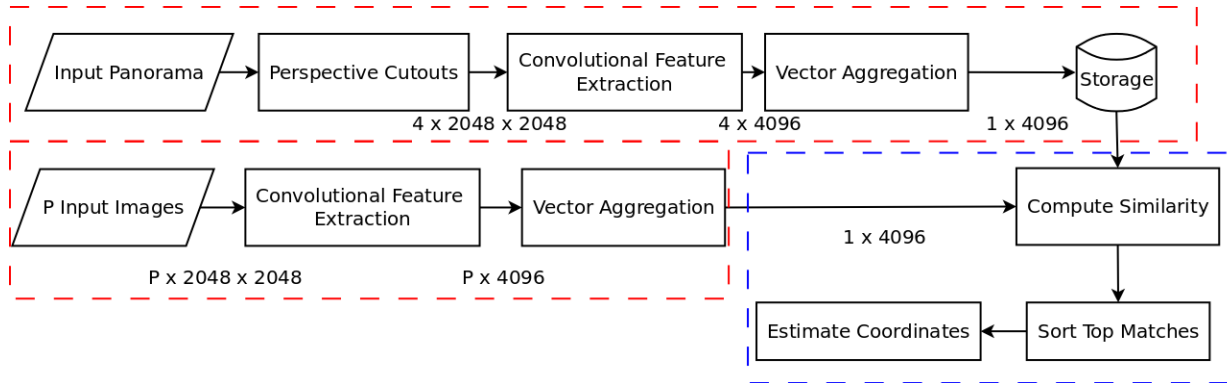 Input Panorama
Perspective Cutouts
Convolutional Feature
Extraction
Vector Aggregation
Storage
4 x 2048 x 2048
4 x 4096
1 x 4096
P Input Images
Convolutional Feature
Extraction
Vector Aggregation
Compute Similarity
1 x 4096
P x 2048 x 2048
P x 4096
Estimate Coordinates
Sort Top Matches